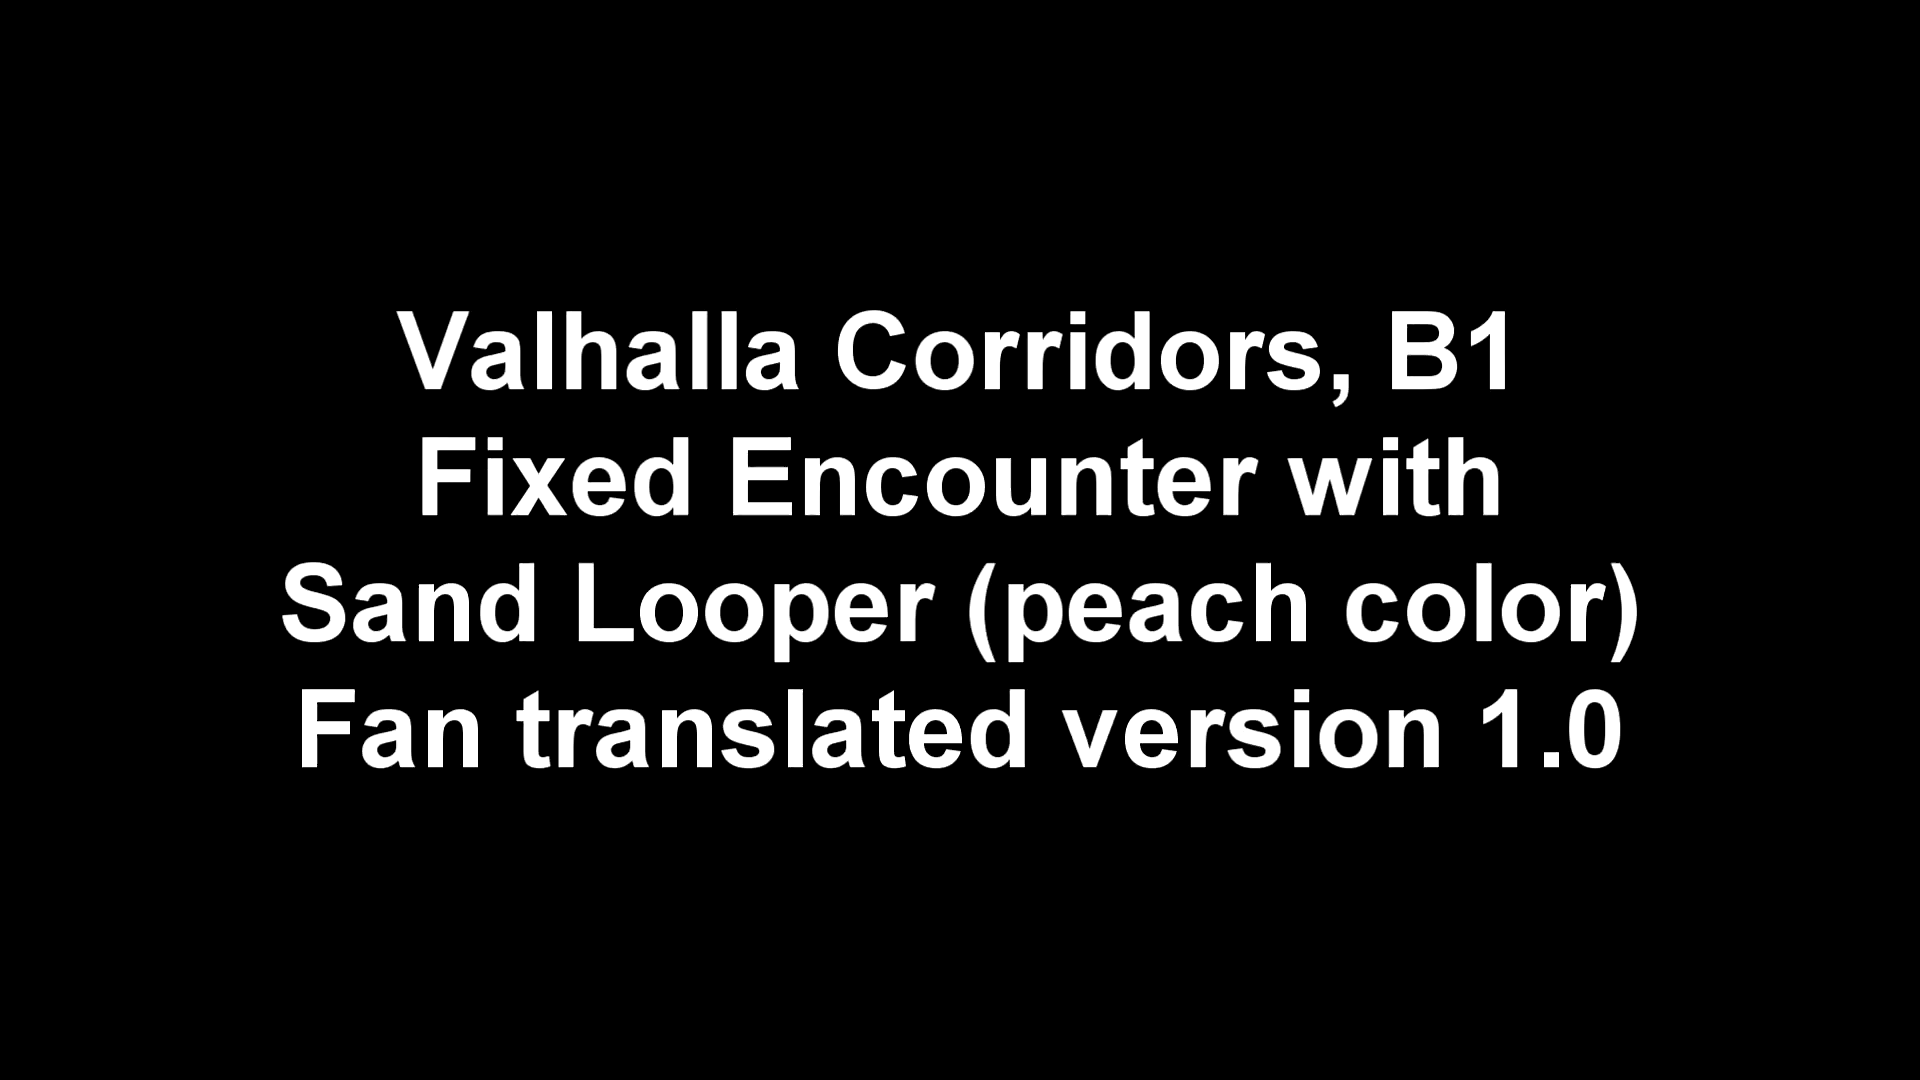 Valhalla Corridors, B1
Fixed Encounter with
Sand Looper (peach color)
Fan translated version 1.0